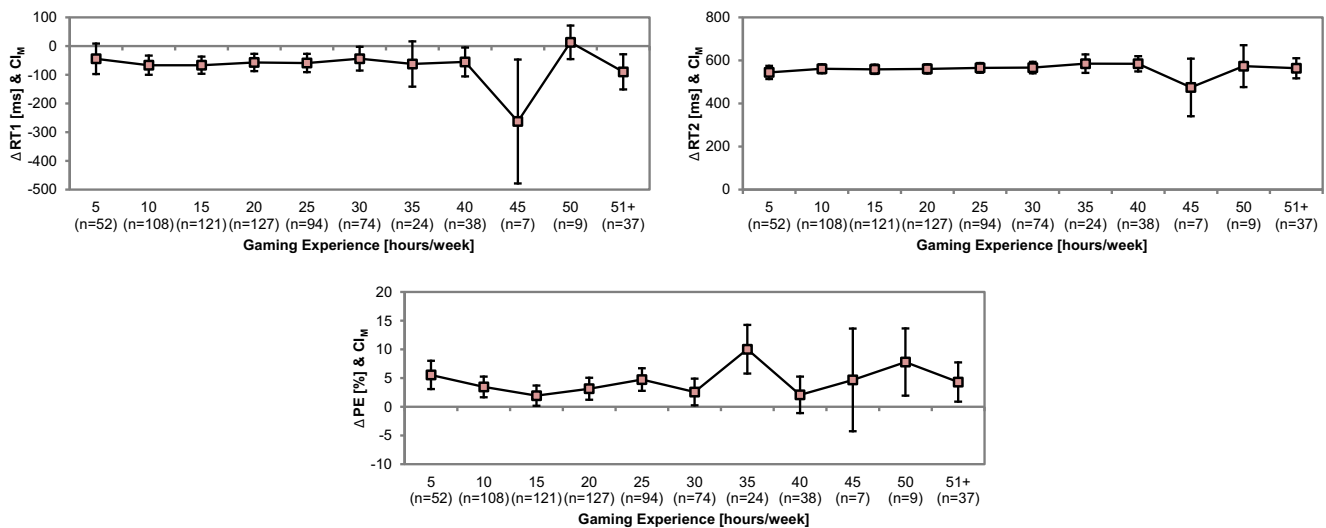 ΔRT1 [ms] & CI_M
100
0
-100
-200
-300
-400
-500
5 10 15 20 25 30 35 40 45 50 51+
(n=52) (n=108) (n=121) (n=127) (n=94) (n=74) (n=24) (n=38) (n=7) (n=9) (n=37)
Gaming Experience [hours/week]
ΔRT2 [ms] & CI_M
800
600
400
200
0
5 10 15 20 25 30 35 40 45 50 51+
(n=52) (n=108) (n=121) (n=127) (n=94) (n=74) (n=24) (n=38) (n=7) (n=9) (n=37)
Gaming Experience [hours/week]
ΔPE [%] & CI_M
20
15
10
5
0
-5
-10
5 10 15 20 25 30 35 40 45 50 51+
(n=52) (n=108) (n=121) (n=127) (n=94) (n=74) (n=24) (n=38) (n=7) (n=9) (n=37)
Gaming Experience [hours/week]